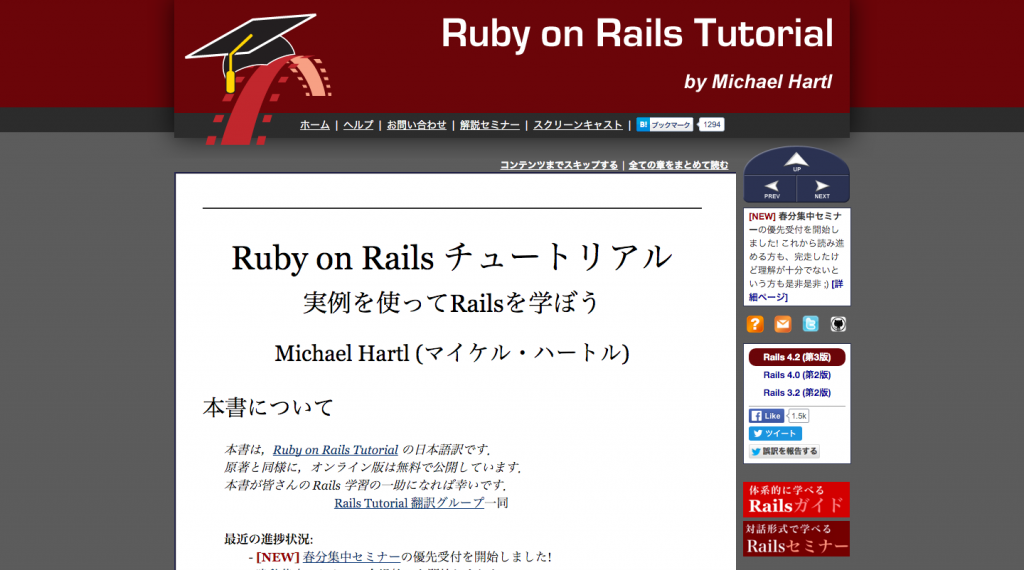 Ruby on Rails Tutorial
by Michael Hartl
ホーム | ヘルプ | お問い合わせ | 解説セミナー | スクリーンキャスト | B! ブックマーク 1294
コンテンツまでスキップする | 全ての章をまとめて読む
Ruby on Rails チュートリアル
実例を使ってRailsを学ぼう
Michael Hartl (マイケル・ハートル)
本書について
本書は，Ruby on Rails Tutorial の日本語訳です．
原著と同様に，オンライン版は無料で公開しています．
本書が皆さんの Rails 学習の一助になれば幸いです．
Rails Tutorial 翻訳グループ一同
最近の進捗状況:
- [NEW] 春分集中セミナーの優先受付を開始しました!
UP
PREV NEXT
[NEW] 春分集中セミナ
ーの優先受付を開始し
ました! これから読み進
める方も、完走したけ
ど理解が十分でないと
いう方も是非是非 ;) [詳
細ページ]
Rails 4.2 (第3版)
Rails 4.0 (第2版)
Rails 3.2 (第2版)
Like 1.5k
ツイート
誤訳を報告する
体系的に学べる
Railsガイド
対話形式で学べる
Railsセミナー